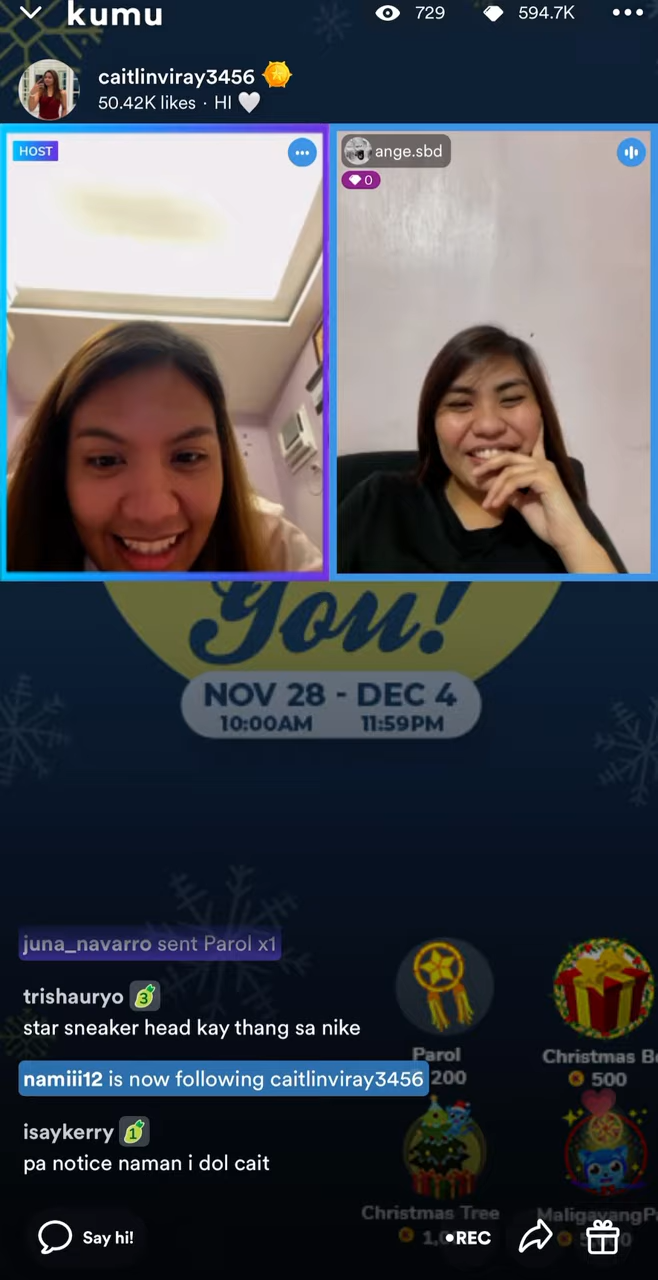 kumu
729
594.7K
caitlinviray3456
50.42K likes · HI
HOST
ange.sbd
0
You!
NOV 28 - DEC 4
10:00AM 11:59PM
juna_navarro sent Parol x1
trishauryo 3
star sneaker head kay thang sa nike
namiii12 is now following caitlinviray3456
isaykerry 1
pa notice naman i dol cait
Parol
200
Christmas
500
Christmas Tree
Say hi!
REC